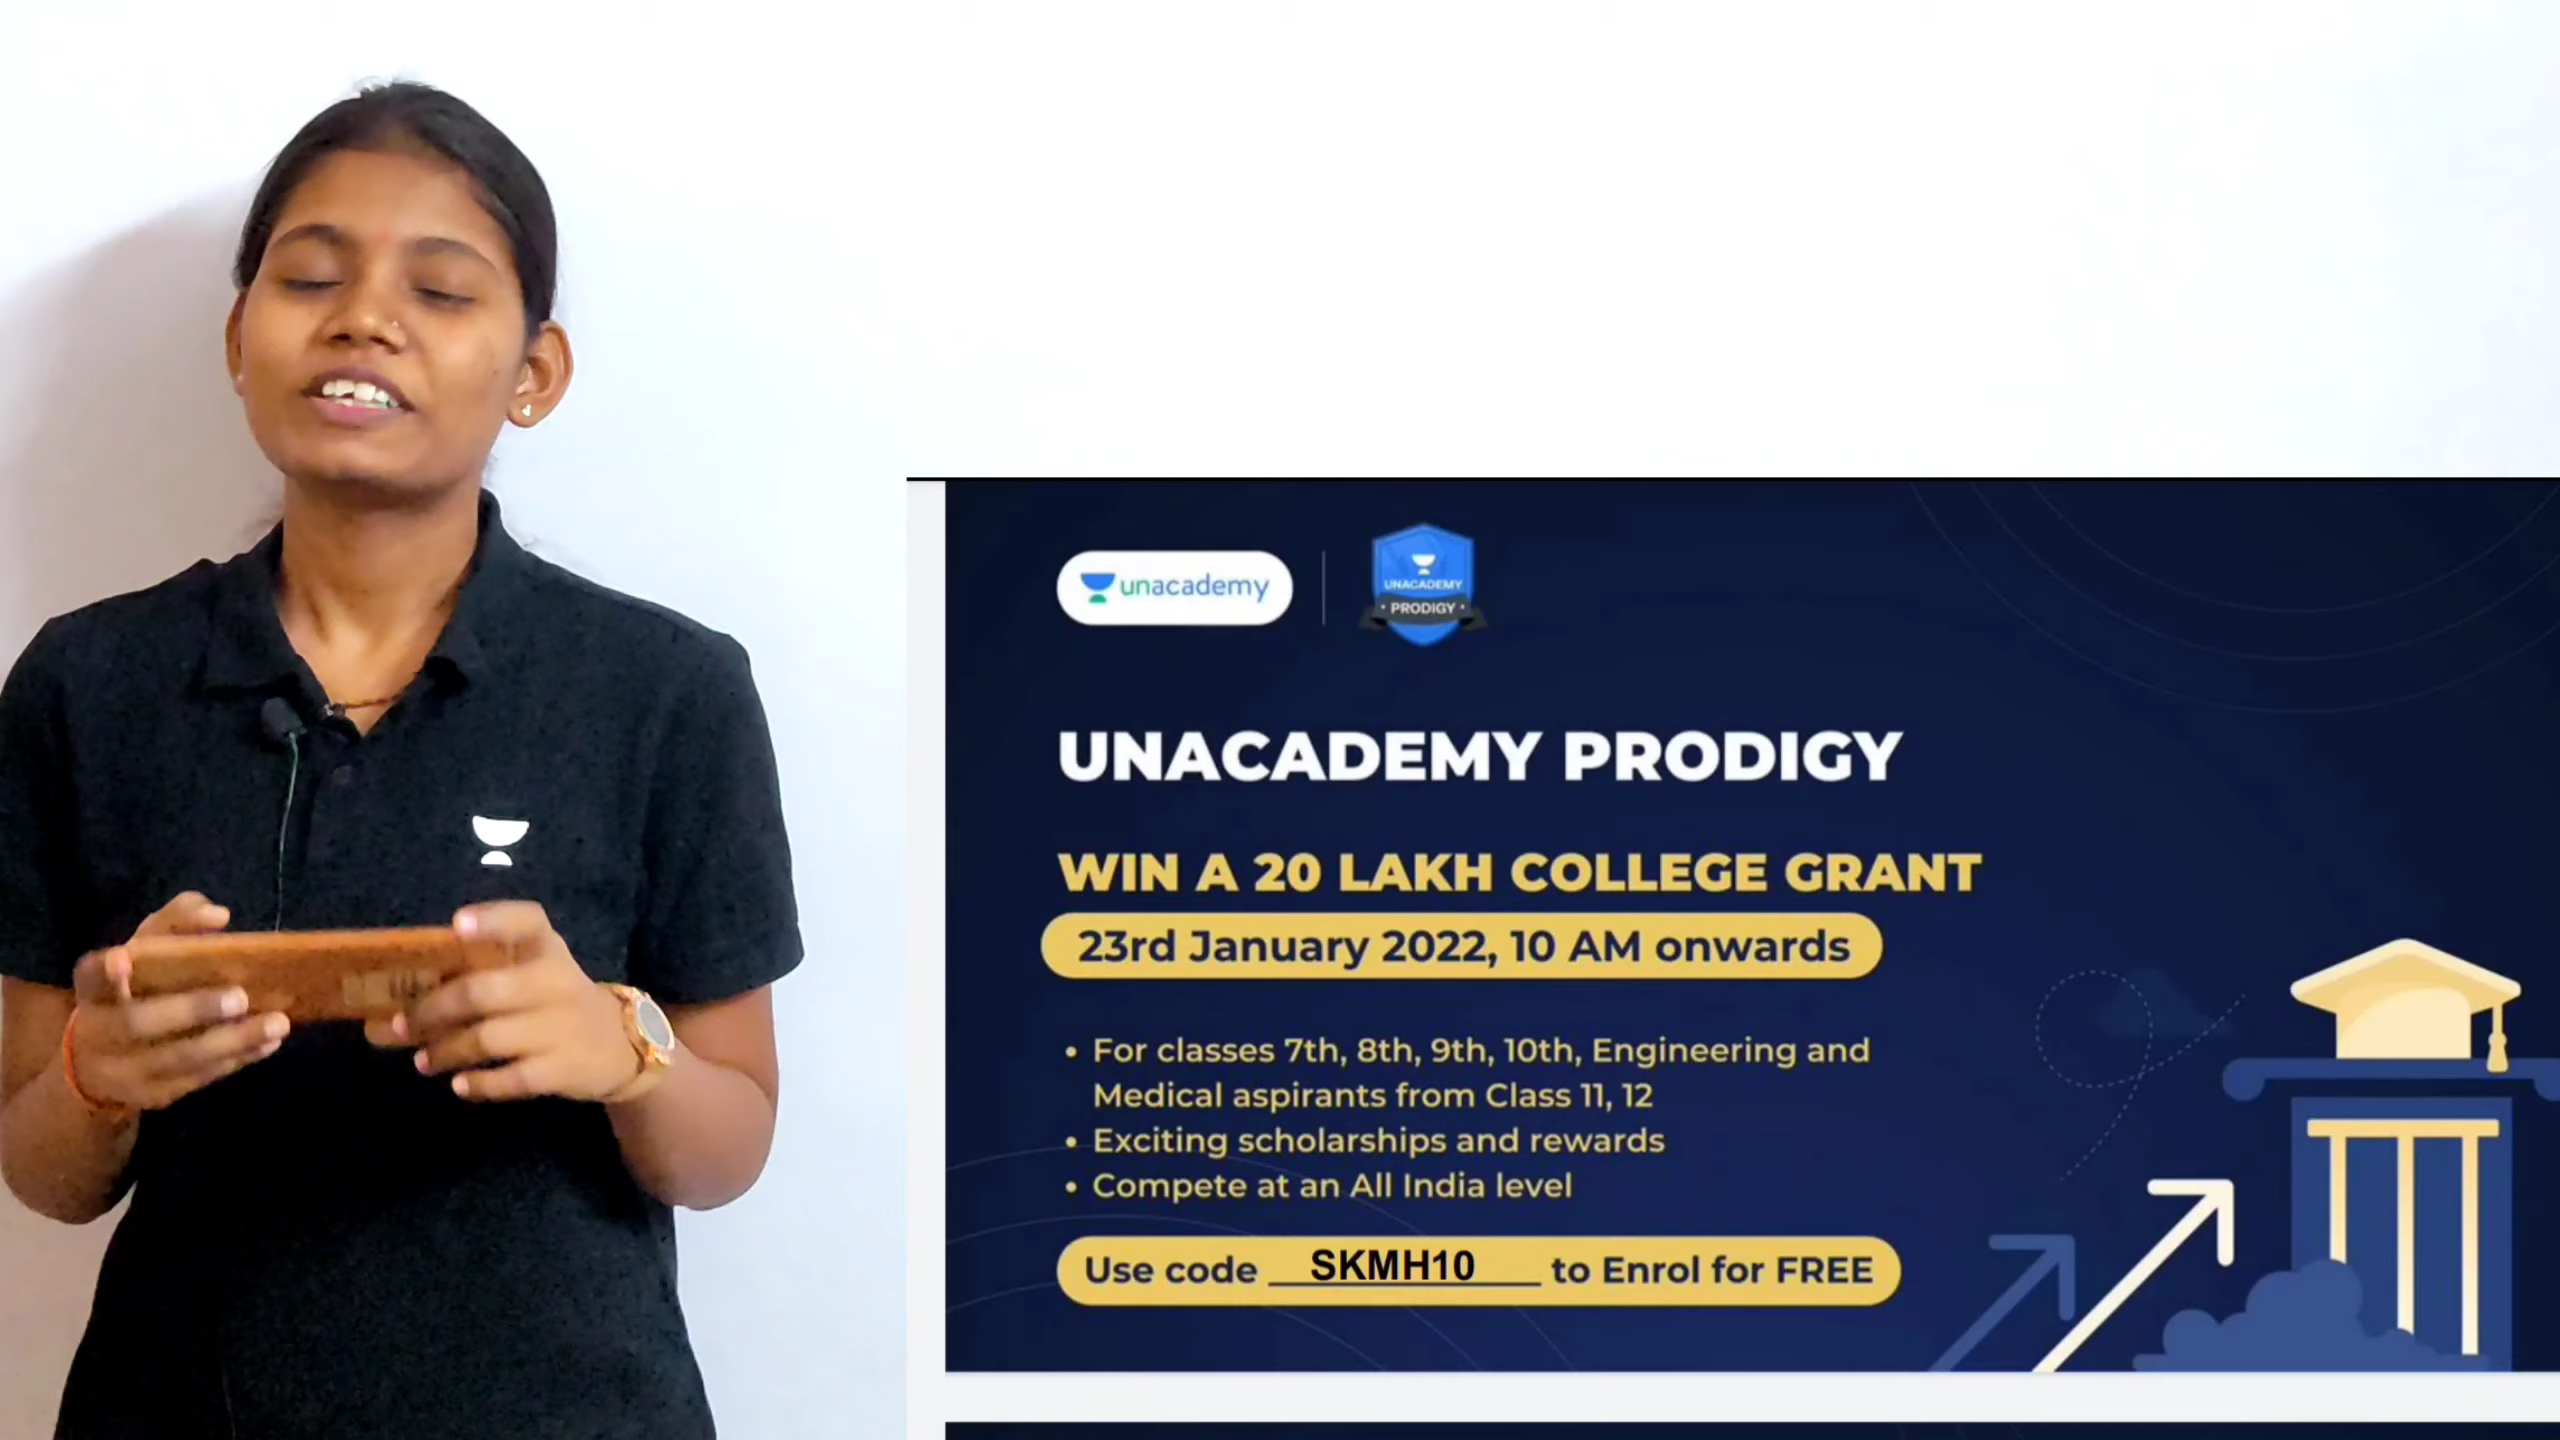 unacademy
UNACADEMY
PRODIGY
UNACADEMY PRODIGY
WIN A 20 LAKH COLLEGE GRANT
23rd January 2022, 10 AM onwards
• For classes 7th, 8th, 9th, 10th, Engineering and
Medical aspirants from Class 11, 12
• Exciting scholarships and rewards
• Compete at an All India level
Use code SKMH10 to Enrol for FREE